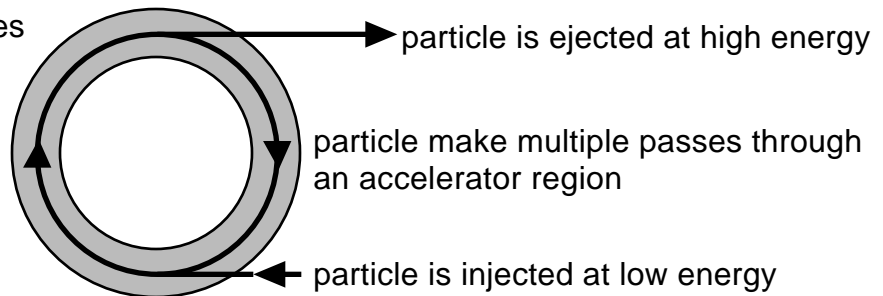 es
particle is ejected at high energy
particle make multiple passes through
an accelerator region
particle is injected at low energy